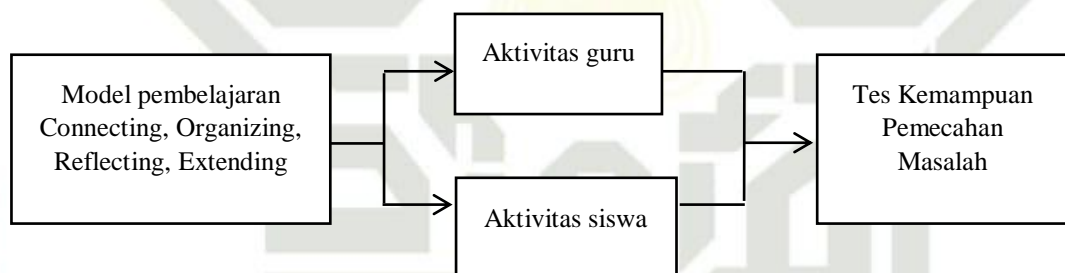 Model pembelajaran
Connecting, Organizing,
Reflecting, Extending
Aktivitas guru
Aktivitas siswa
Tes Kemampuan
Pemecahan
Masalah